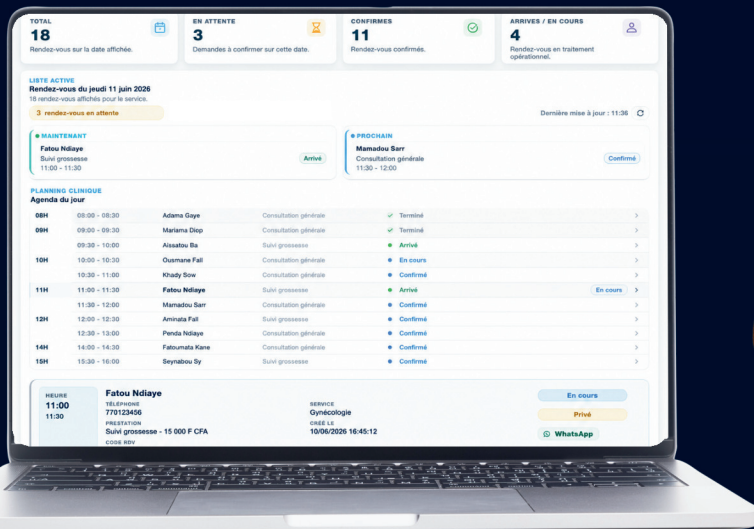 TOTAL
18
Rendez-vous sur la date affichée.
EN ATTENTE
3
Demandes à confirmer sur cette date.
CONFIRMES
11
Rendez-vous confirmés.
ARRIVES / EN COURS
4
Rendez-vous en traitement
opérationnel.
LISTE ACTIVE
Rendez-vous du jeudi 11 juin 2026
18 rendez-vous affichés pour le service.
3 rendez-vous en attente
Dernière mise à jour : 11:36
MAINTENANT
Fatou Ndiaye
Suivi grossesse
11:00 - 11:30
Arrivé
PROCHAIN
Mamadou Sarr
Consultation générale
11:30 - 12:00
Confirmé
PLANNING CLINIQUE
Agenda du jour
08H 08:00 - 08:30 Adama Gaye Consultation générale Terminé
09H 09:00 - 09:30 Mariama Diop Consultation générale Terminé
09:30 - 10:00 Aissatou Ba Suivi grossesse Arrivé
10H 10:00 - 10:30 Ousmane Fall Consultation générale En cours
10:30 - 11:00 Khady Sow Consultation générale Confirmé
11H 11:00 - 11:30 Fatou Ndiaye Suivi grossesse Arrivé En cours
11:30 - 12:00 Mamadou Sarr Consultation générale Confirmé
12H 12:00 - 12:30 Aminata Fall Suivi grossesse Confirmé
12:30 - 13:00 Penda Ndiaye Consultation générale Confirmé
14H 14:00 - 14:30 Fatoumata Kane Consultation générale Confirmé
15H 15:30 - 16:00 Seynabou Sy Suivi grossesse Confirmé
HEURE
11:00
11:30
Fatou Ndiaye
TÉLÉPHONE
770123456
PRESTATION
Suivi grossesse - 15 000 F CFA
CODE RDV
SERVICE
Gynécologie
CRÉÉ LE
10/06/2026 16:45:12
En cours
Privé
WhatsApp